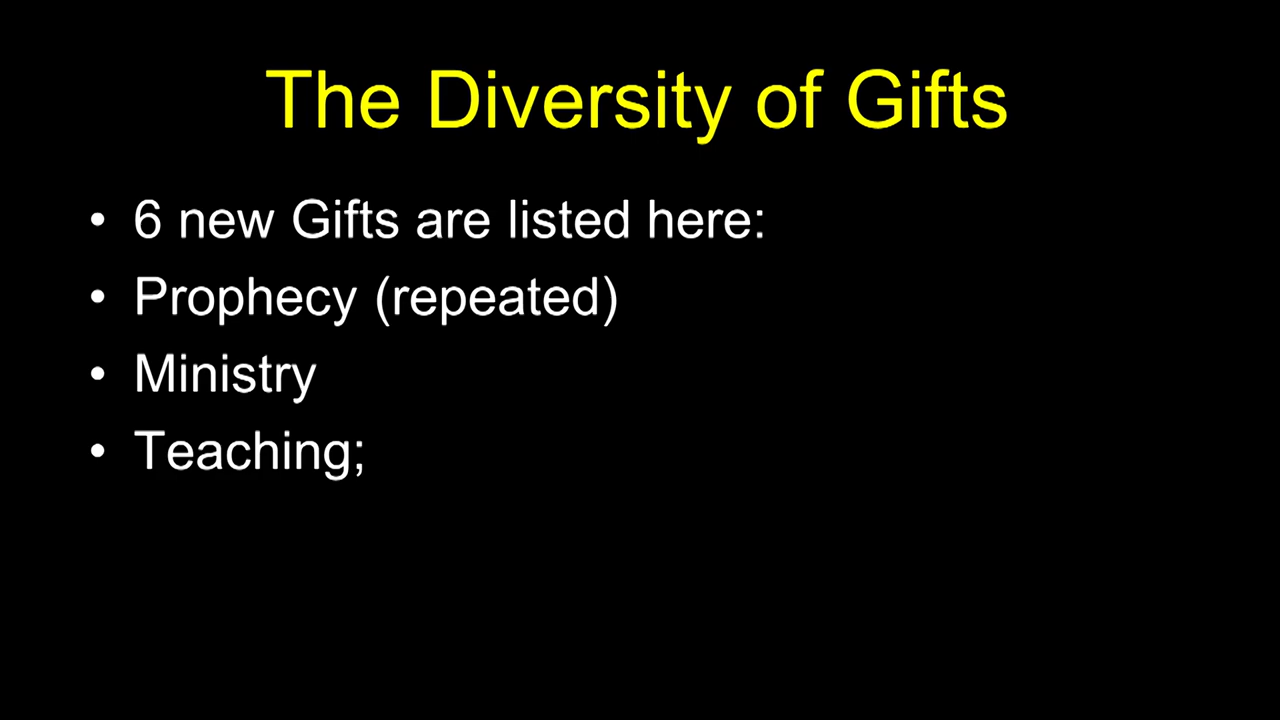 The Diversity of Gifts
• 6 new Gifts are listed here:
• Prophecy (repeated)
• Ministry
• Teaching;